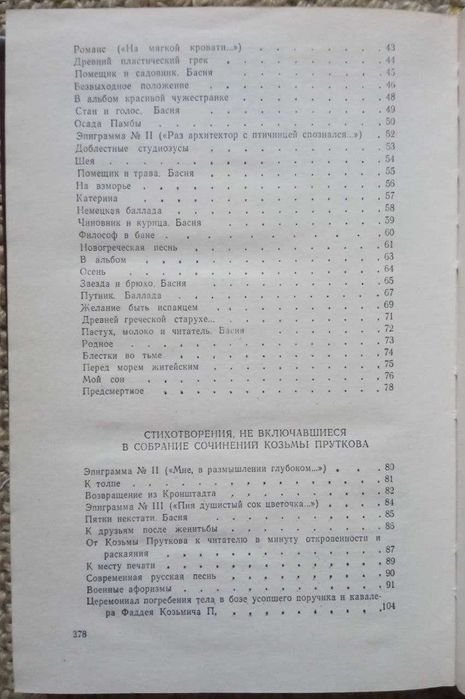 Романс («На мягкой кровати...») 43
Древний пластический грек 44
Помещик и садовник. Басня 45
Безвыходное положение 46
В альбом красивой чужестранке 48
Стан и голос. Басня 49
Осада Памбы 50
Эпиграмма № II («Раз архитектор с птичницей спознался...») 52
Доблестные студиозусы 53
Шея 54
Помещик и трава. Басня 55
На взморье 56
Катерина 57
Немецкая баллада 58
Чиновник и курица. Басня 59
Философ в бане 60
Новогреческая песнь 61
В альбом 63
Осень 64
Звезда и брюхо. Басня 65
Путник. Баллада 67
Желание быть испанцем 69
Древней греческой старухе... 71
Пастух, молоко и читатель. Басня 72
Родное 73
Блестки во тьме 74
Перед морем житейским 75
Мой сон 76
Предсмертное 78
СТИХОТВОРЕНИЯ, НЕ ВКЛЮЧАВШИЕСЯ
В СОБРАНИЕ СОЧИНЕНИЙ КОЗЬМЫ ПРУТКОВА
Эпиграмма № II («Мне, в размышлении глубоком...») 80
К толпе 81
Возвращение из Кронштадта 82
Эпиграмма № III («Пия душистый сок цветочка...») 84
Пятки некстати. Басня 85
К друзьям после женитьбы 86
От Козьмы Пруткова к читателю в минуту откровенности и
раскаяния 87
К месту печати 89
Современная русская песнь 90
Военные афоризмы 91
Церемониал погребения тела в бозе усопшего поручика и кавале-
ра Фаддея Козьмича П, 104
378